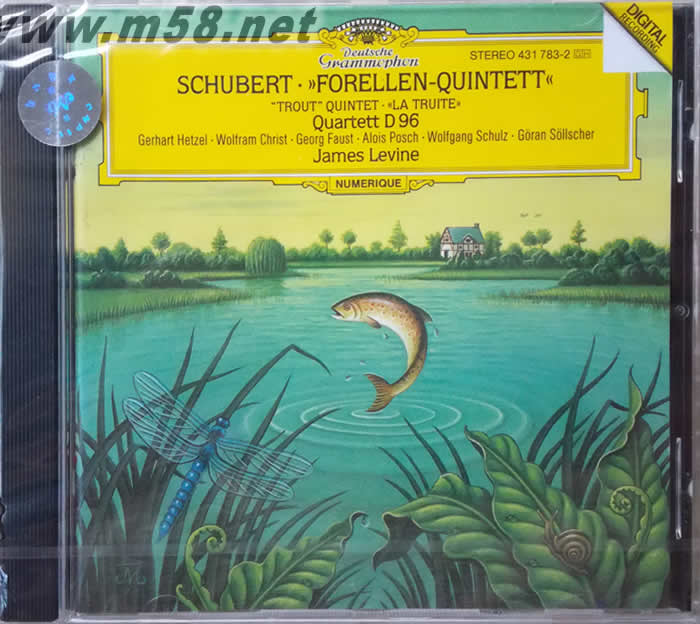 www.m58.net
Deutsche
Grammophon
STEREO 431 783-2
DIGITAL
RECORDING
SCHUBERT · »FORELLEN-QUINTETT«
"TROUT" QUINTET · «LA TRUITE»
Quartett D 96
Gerhart Hetzel · Wolfram Christ · Georg Faust · Alois Posch · Wolfgang Schulz · Göran Söllscher
James Levine
NUMERIQUE